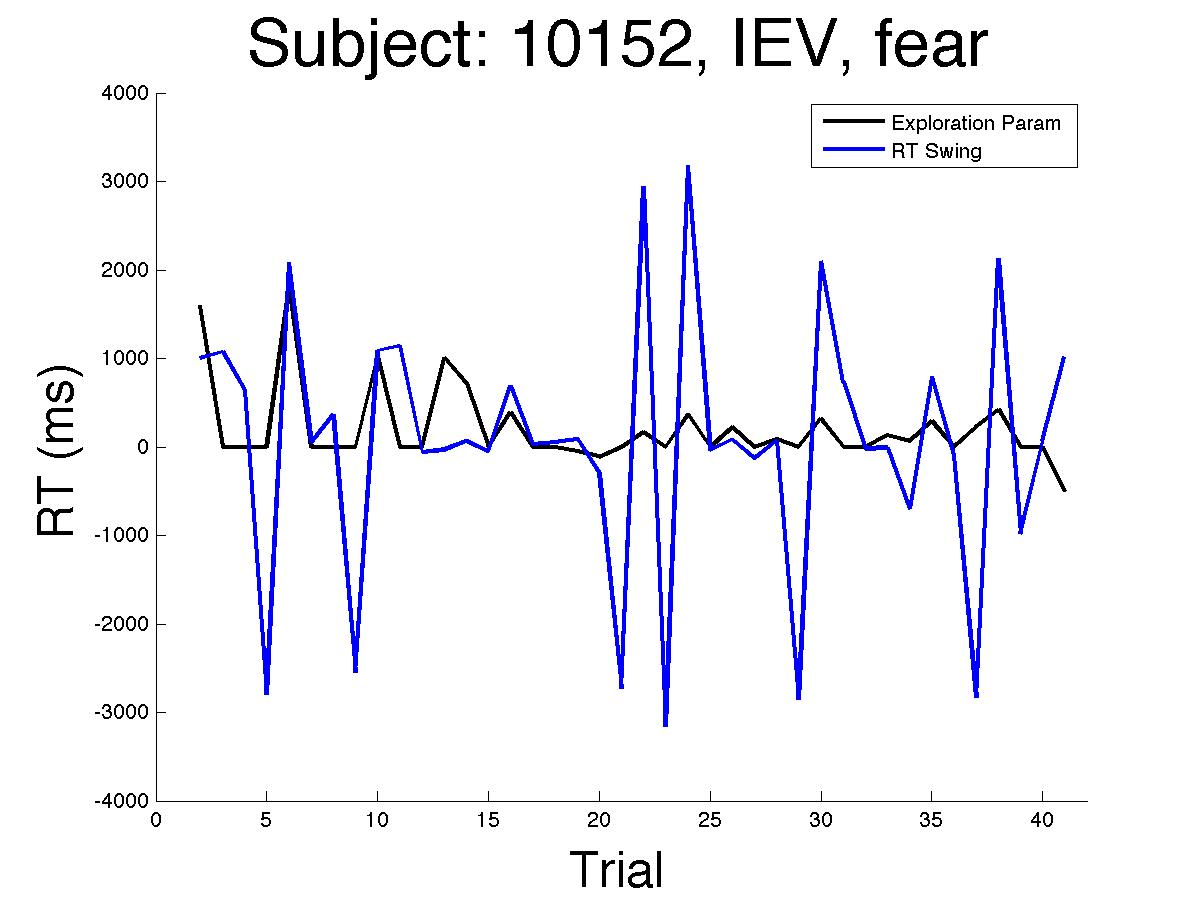 Subject: 10152, IEV, fear
4000
3000
2000
1000
0
-1000
-2000
-3000
-4000
RT (ms)
Exploration Param
RT Swing
0 5 10 15 20 25 30 35 40
Trial